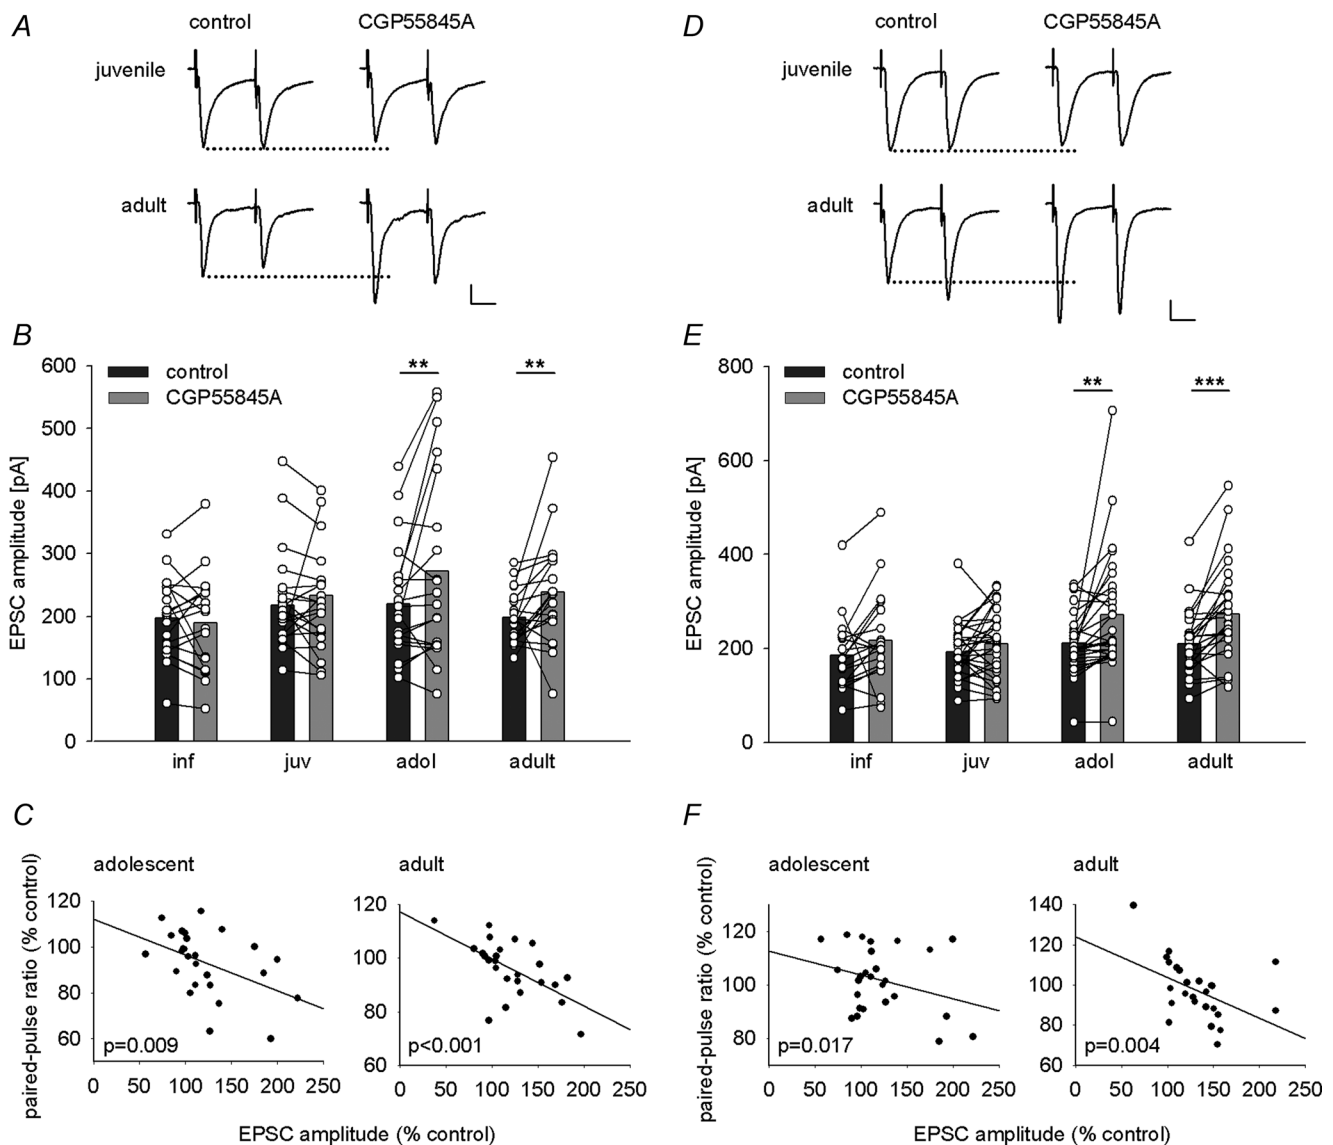 A
control
CGP55845A
juvenile
adult
D
control
CGP55845A
juvenile
adult
B
600
500
400
300
200
100
0
EPSC amplitude [pA]
control
CGP55845A
**
**
inf
juv
adol
adult
E
800
600
400
200
0
EPSC amplitude [pA]
control
CGP55845A
**
***
inf
juv
adol
adult
C
paired-pulse ratio (% control)
adolescent
120
100
80
60
p=0.009
0
50
100
150
200
250
adult
120
100
80
60
p<0.001
0
50
100
150
200
250
EPSC amplitude (% control)
F
paired-pulse ratio (% control)
adolescent
120
100
80
p=0.017
0
50
100
150
200
250
adult
140
120
100
80
60
p=0.004
0
50
100
150
200
250
EPSC amplitude (% control)